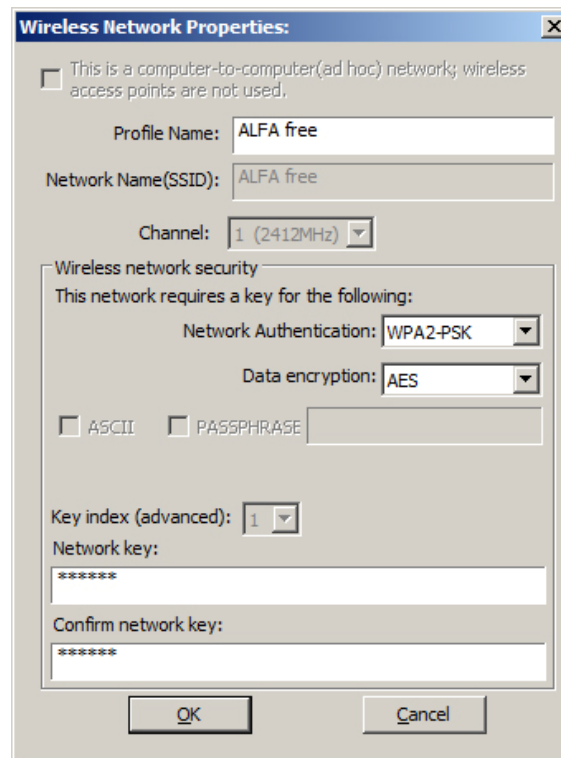 Wireless Network Properties:
This is a computer-to-computer(ad hoc) network; wireless
access points are not used.
Profile Name: ALFA free
Network Name(SSID): ALFA free
Channel: 1 (2412MHz)
Wireless network security
This network requires a key for the following:
Network Authentication: WPA2-PSK
Data encryption: AES
ASCII PASSPHRASE
Key index (advanced): 1
Network key:
******
Confirm network key:
******
OK Cancel